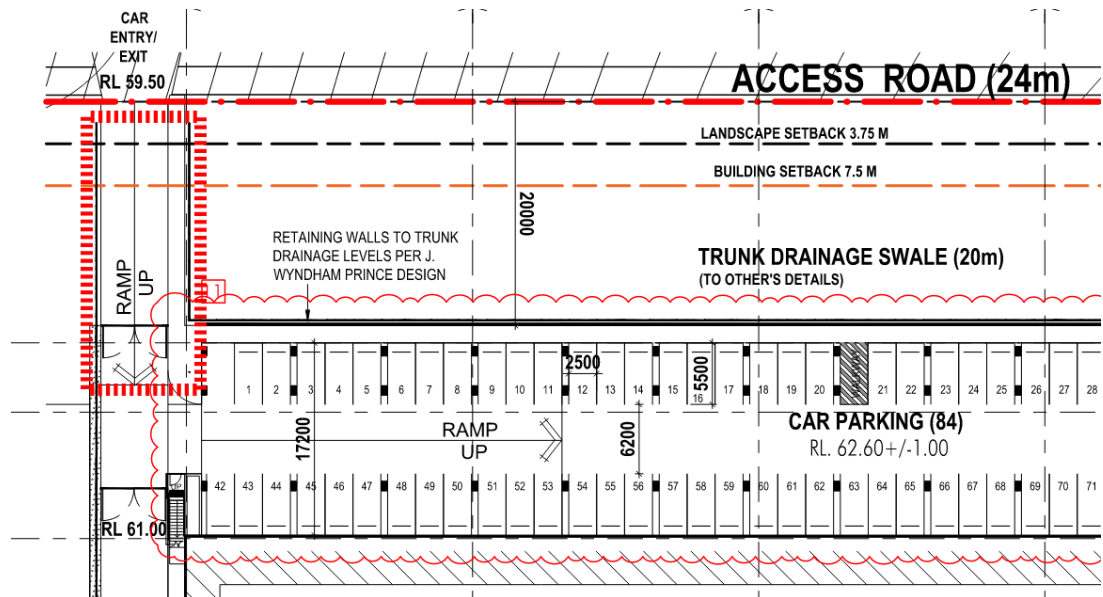 CAR
ENTRY/
EXIT
RL 59.50
ACCESS ROAD (24m)
LANDSCAPE SETBACK 3.75 M
BUILDING SETBACK 7.5 M
20000
RETAINING WALLS TO TRUNK
DRAINAGE LEVELS PER J.
WYNDHAM PRINCE DESIGN
TRUNK DRAINAGE SWALE (20m)
(TO OTHER'S DETAILS)
RAMP
UP
1
2500
5500
1 2 3 4 5 6 7 8 9 10 11 12 13 14 15 16 17 18 19 20 21 22 23 24 25 26 27 28
17200
RAMP
UP
6200
CAR PARKING (84)
RL. 62.60+/-1.00
42 43 44 45 46 47 48 49 50 51 52 53 54 55 56 57 58 59 60 61 62 63 64 65 66 67 68 69 70 71
UP
RL 61.00